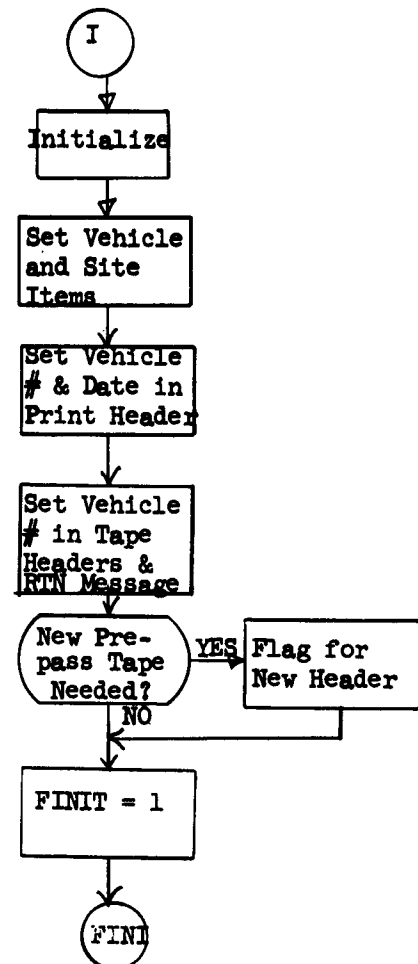 I
Initialize
Set Vehicle
and Site
Items
Set Vehicle
# & Date in
Print Header
Set Vehicle
# in Tape
Headers &
RTN Message
New Pre-
pass Tape
Needed?
YES
Flag for
New Header
NO
FINIT = 1
FINI